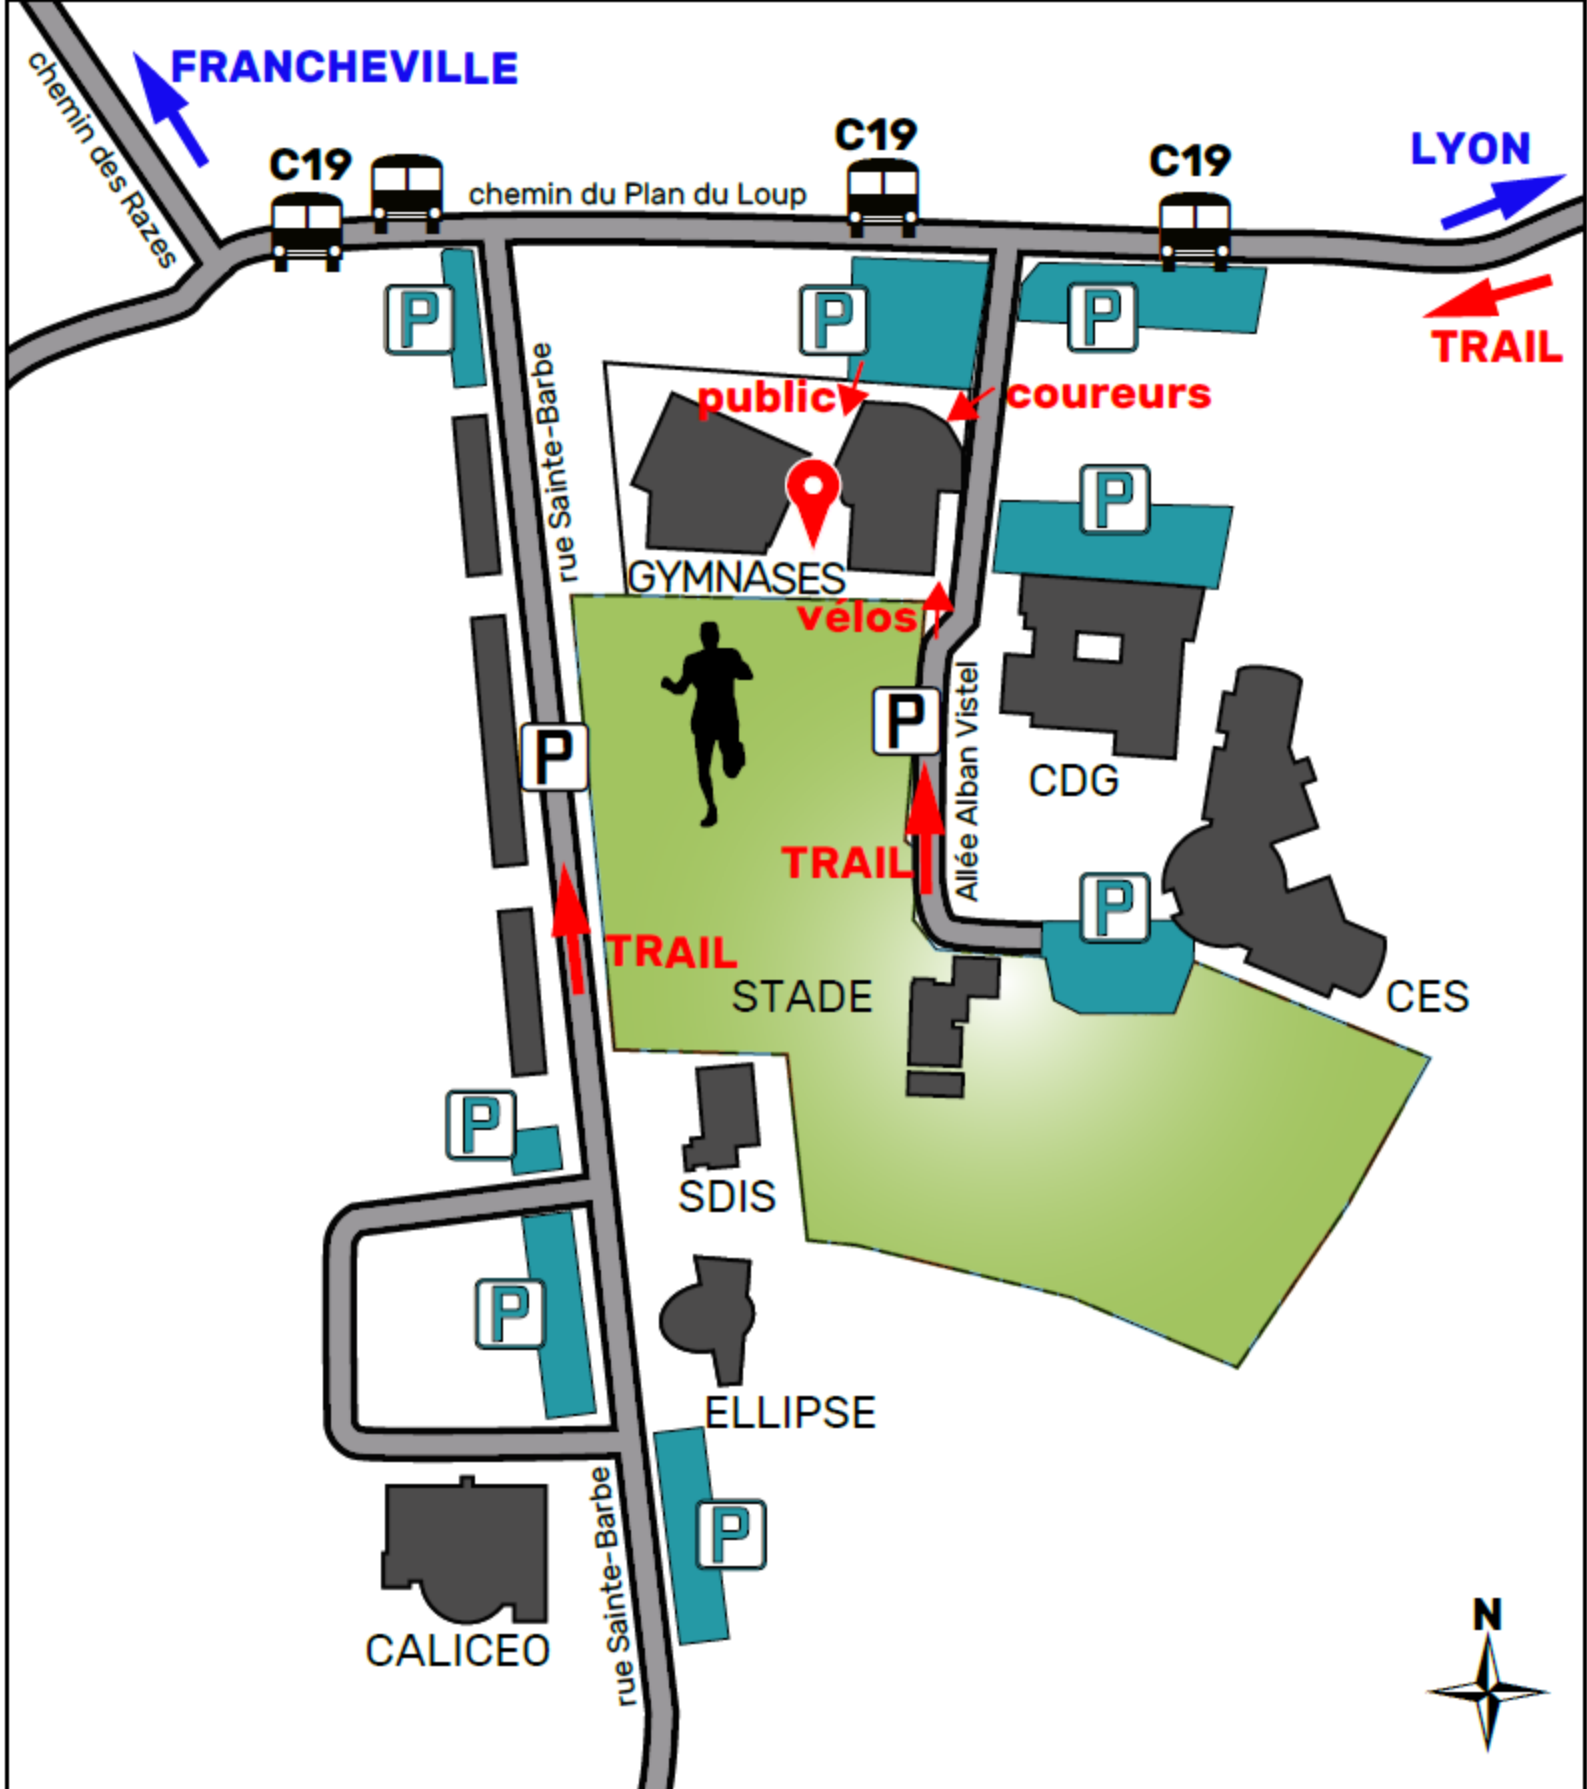 FRANCHEVILLE
chemin des Razes
C19
chemin du Plan du Loup
C19
C19
LYON
TRAIL
P
P
P
rue Sainte-Barbe
public
coureurs
P
GYMNASES
vélos
P
P
Allée Alban Vistel
CDG
TRAIL
P
TRAIL
STADE
CES
P
SDIS
P
ELLIPSE
rue Sainte-Barbe
P
CALICEO
N